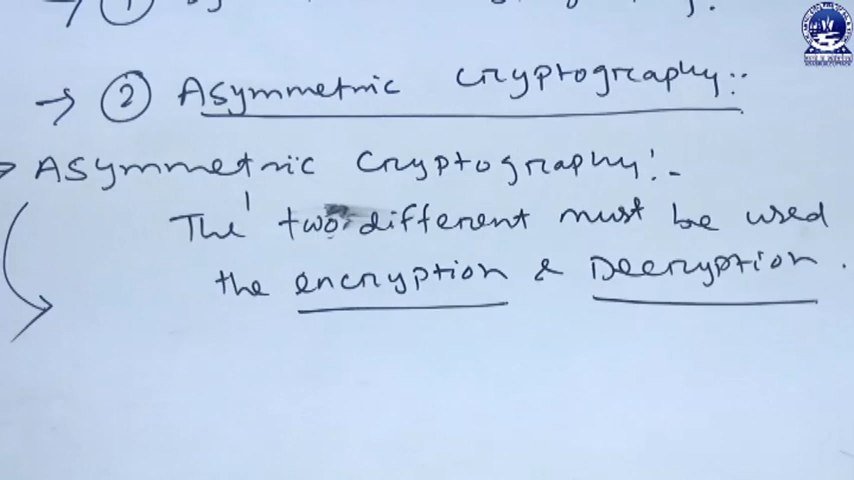 → ② Asymmetric Cryptography:-
→ Asymmetric Cryptography:-
The two different must be used
the encryption & Decryption.